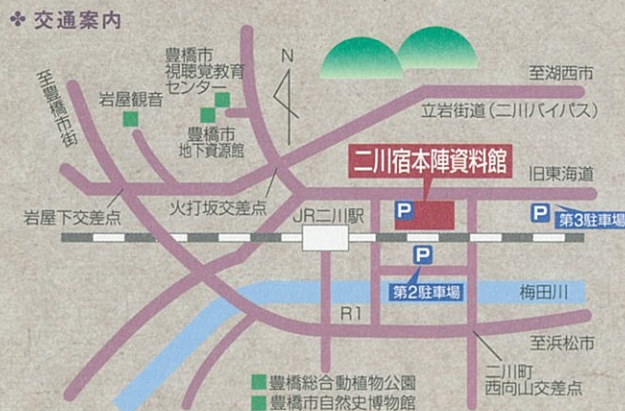 交通案内
N
豊橋市
視聴覚教育
センター
至湖西市
至豊橋市街
岩屋観音
立岩街道(二川バイパス)
豊橋市
地下資源館
二川宿本陣資料館
旧東海道
岩屋下交差点
火打坂交差点
JR二川駅
P
P
第3駐車場
P
第2駐車場
梅田川
R1
至浜松市
二川町
西向山交差点
豊橋総合動植物公園
豊橋市自然史博物館